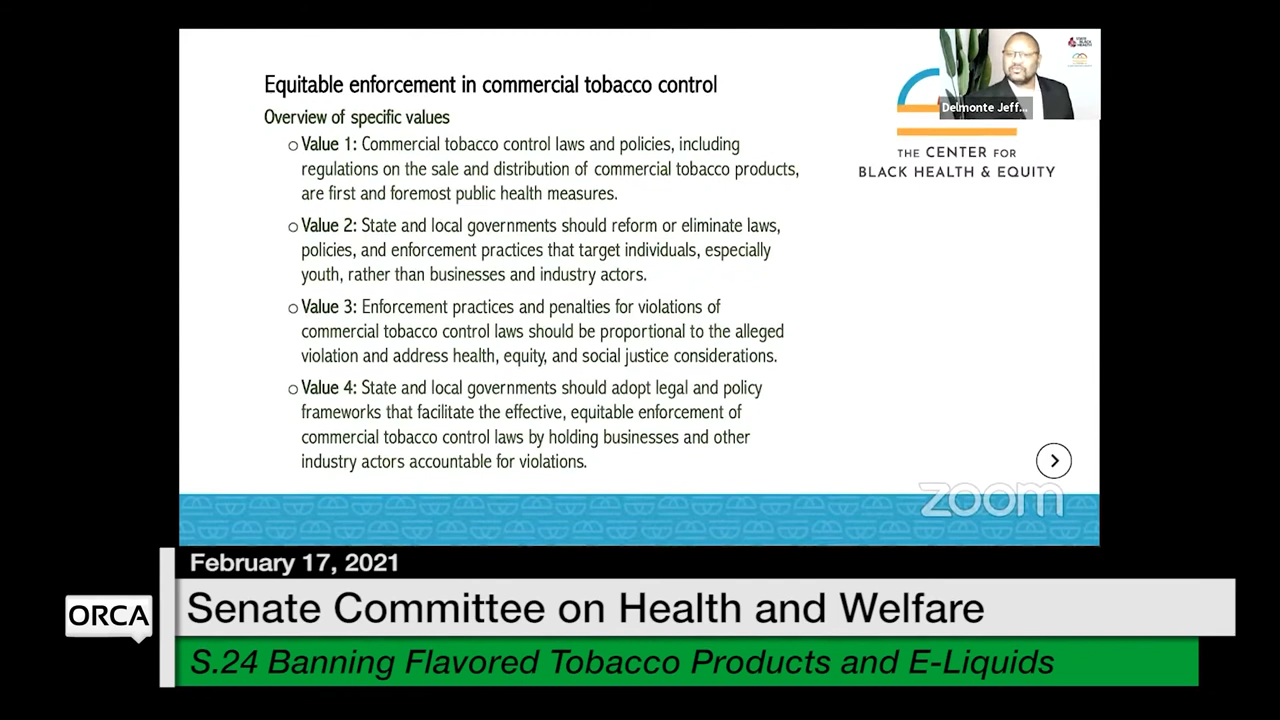 Equitable enforcement in commercial tobacco control
Overview of specific values
Value 1: Commercial tobacco control laws and policies, including
regulations on the sale and distribution of commercial tobacco products,
are first and foremost public health measures.
Value 2: State and local governments should reform or eliminate laws,
policies, and enforcement practices that target individuals, especially
youth, rather than businesses and industry actors.
Value 3: Enforcement practices and penalties for violations of
commercial tobacco control laws should be proportional to the alleged
violation and address health, equity, and social justice considerations.
Value 4: State and local governments should adopt legal and policy
frameworks that facilitate the effective, equitable enforcement of
commercial tobacco control laws by holding businesses and other
industry actors accountable for violations.
Delmonte Jeff...
THE CENTER FOR
BLACK HEALTH & EQUITY
zoom
February 17, 2021
ORCA
Senate Committee on Health and Welfare
S.24 Banning Flavored Tobacco Products and E-Liquids